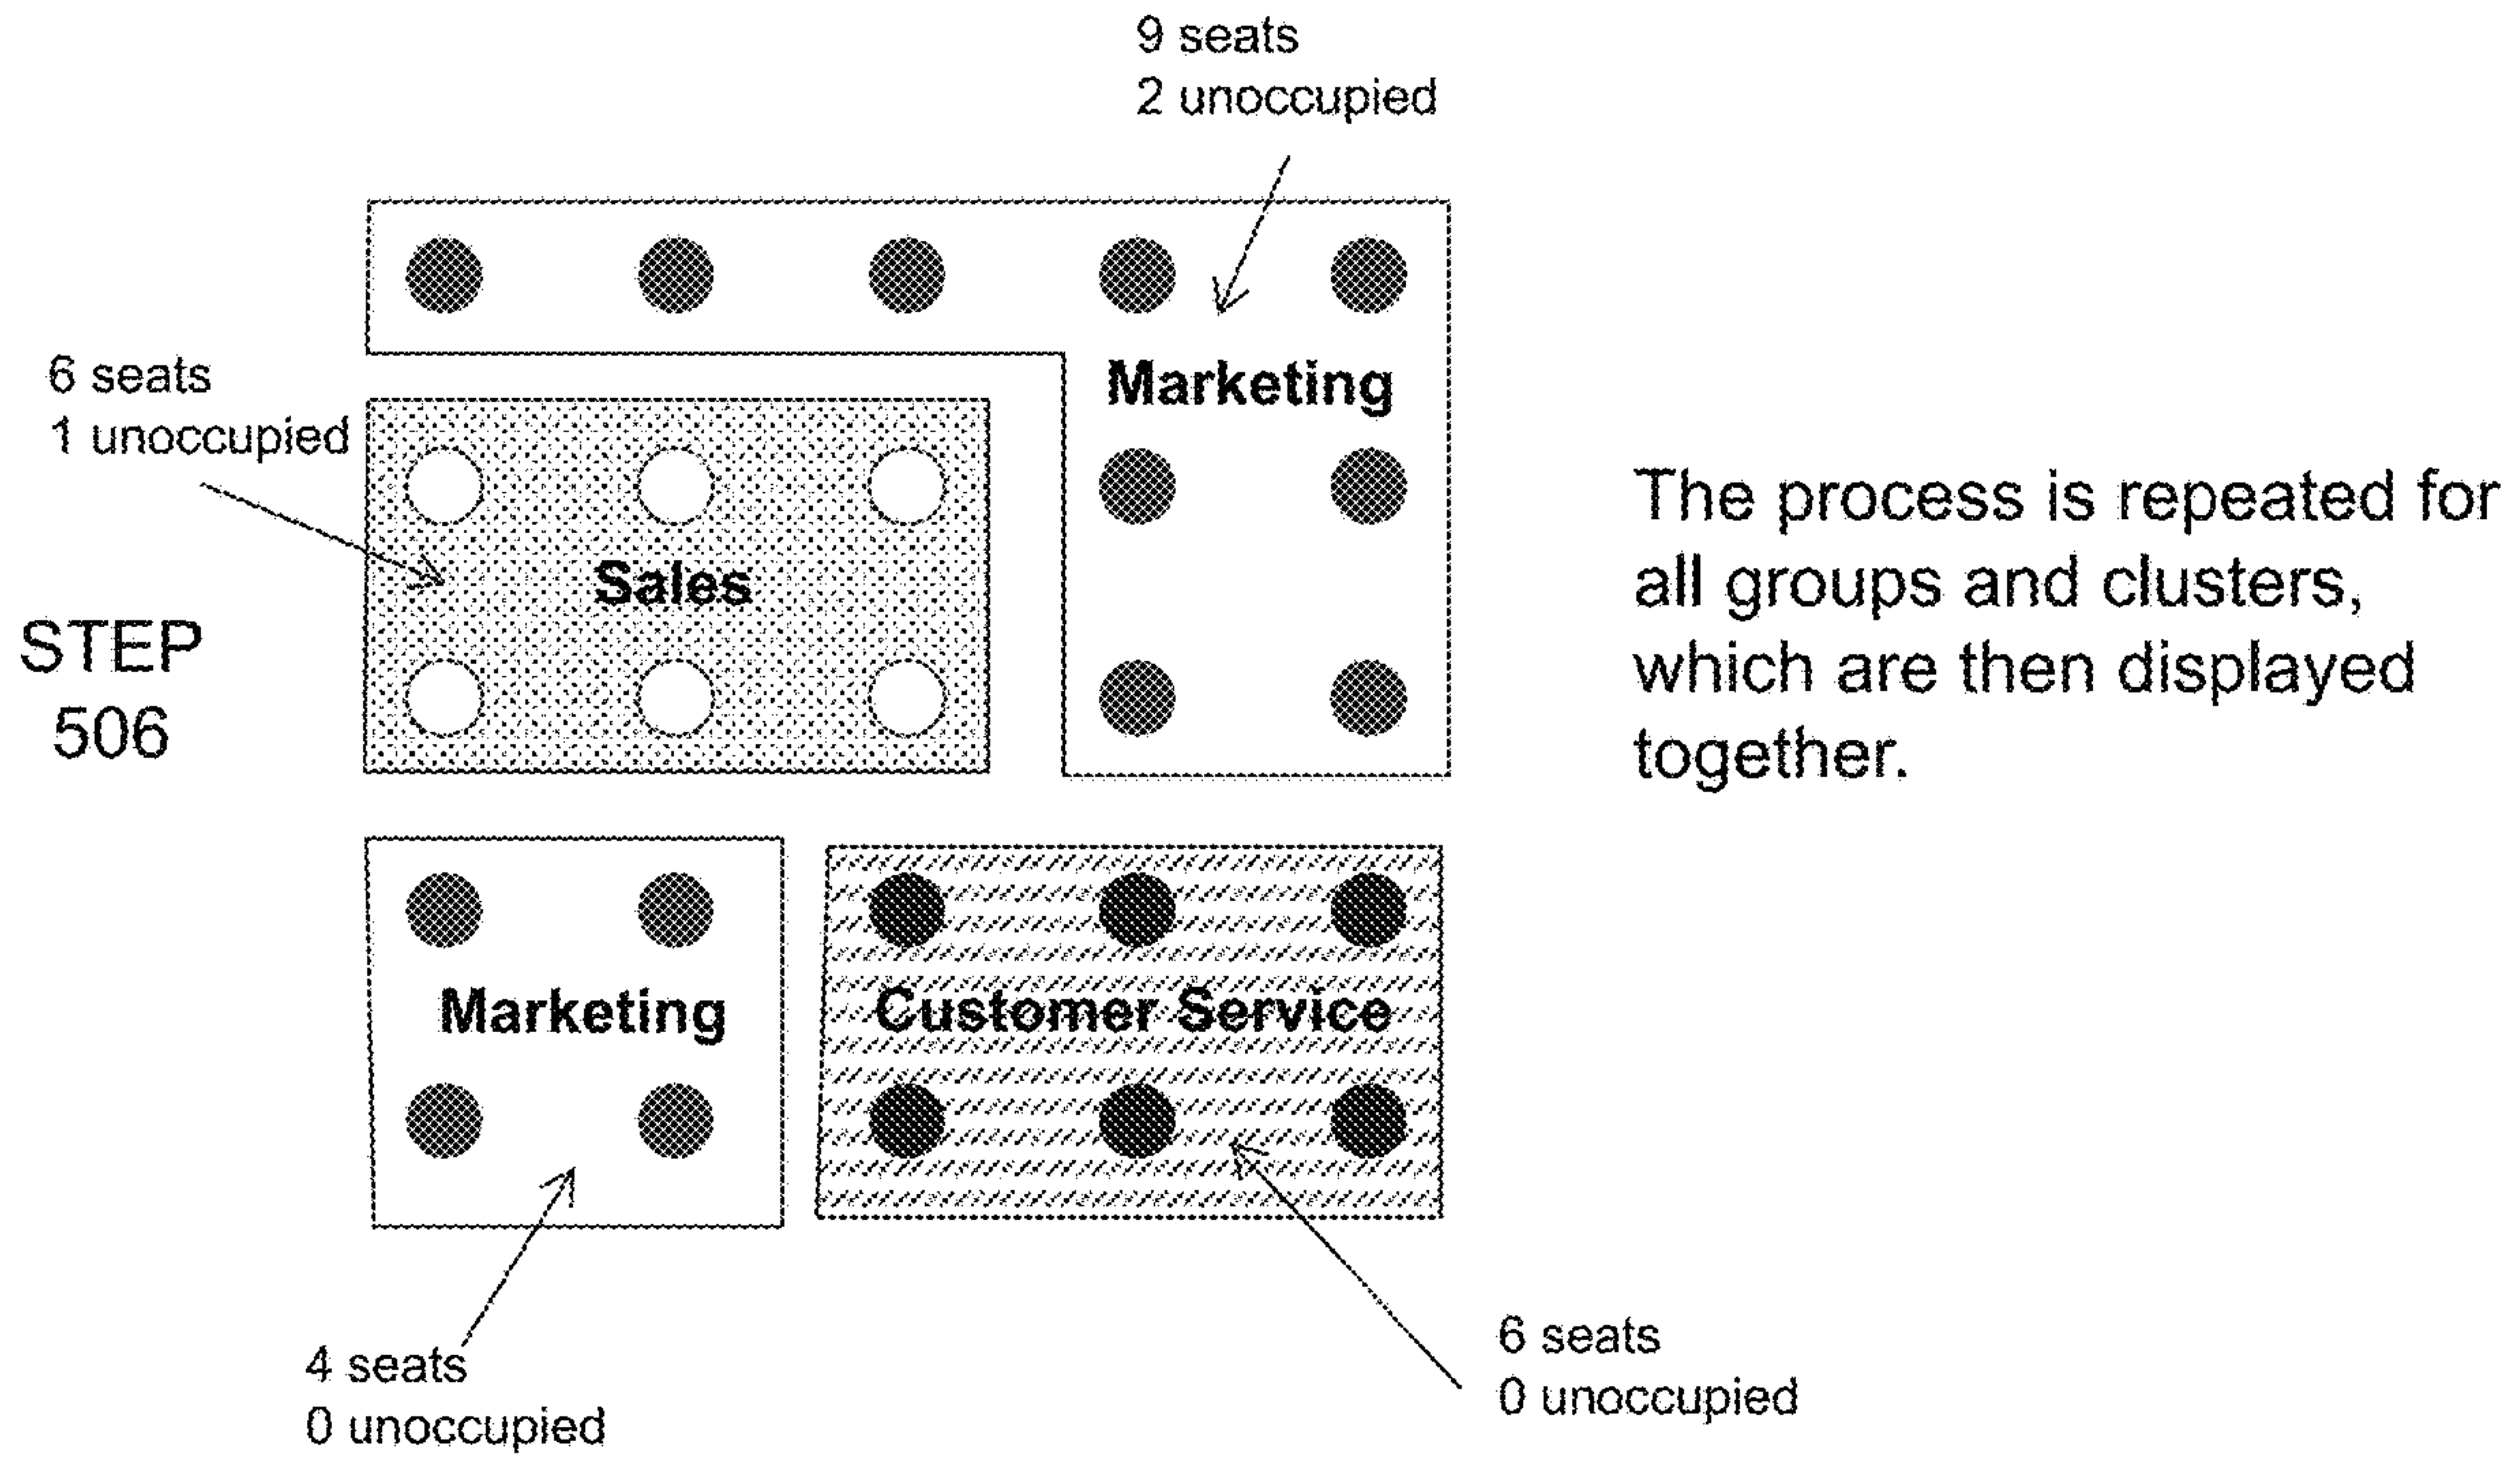 9 seats
2 unoccupied
Marketing
6 seats
1 unoccupied
Sales
STEP
506
The process is repeated for
all groups and clusters,
which are then displayed
together.
Marketing
Customer Service
4 seats
0 unoccupied
6 seats
0 unoccupied